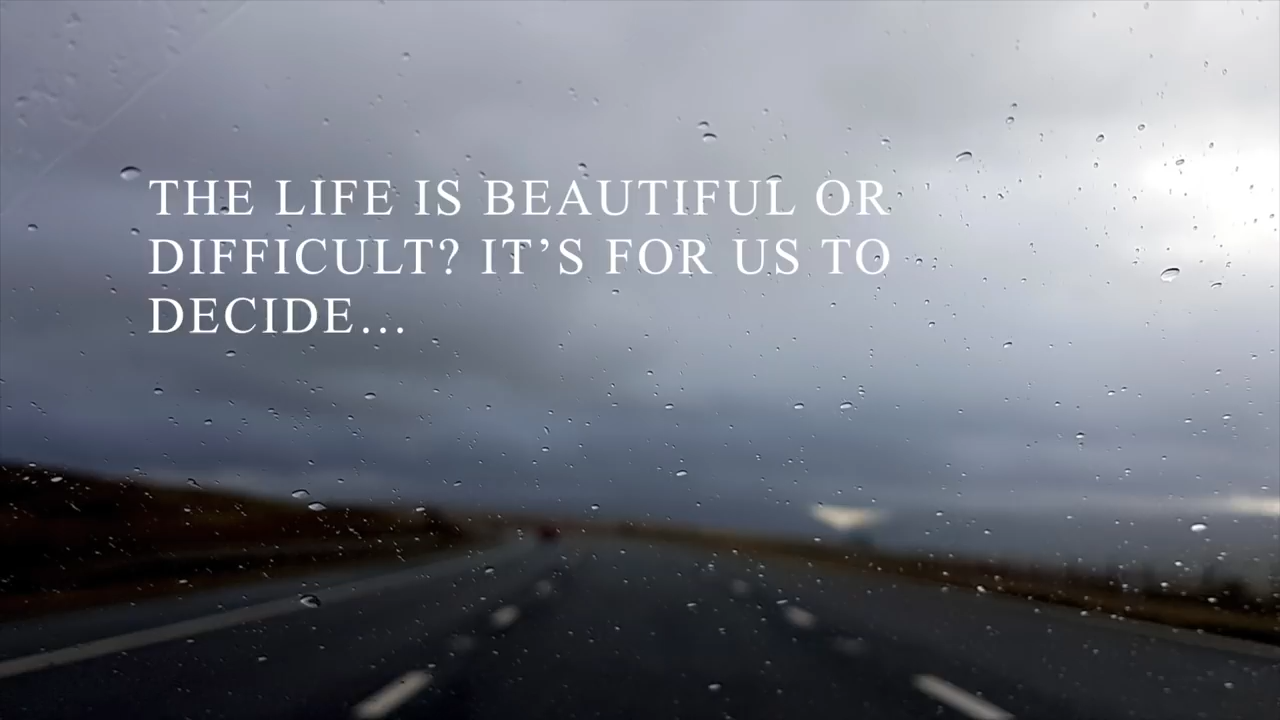 THE LIFE IS BEAUTIFUL OR
DIFFICULT? IT’S FOR US TO
DECIDE…